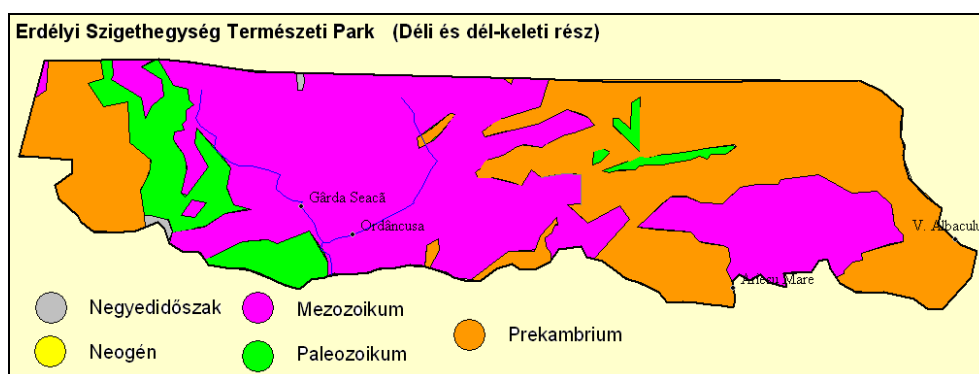 Erdélyi Szigethegység Természeti Park (Déli és dél-keleti rész)
Gârda Seacă
Ordâncusa
V. Albacului
Ariesu Mare
Negyedidőszak
Mezozoikum
Prekambrium
Neogén
Paleozoikum